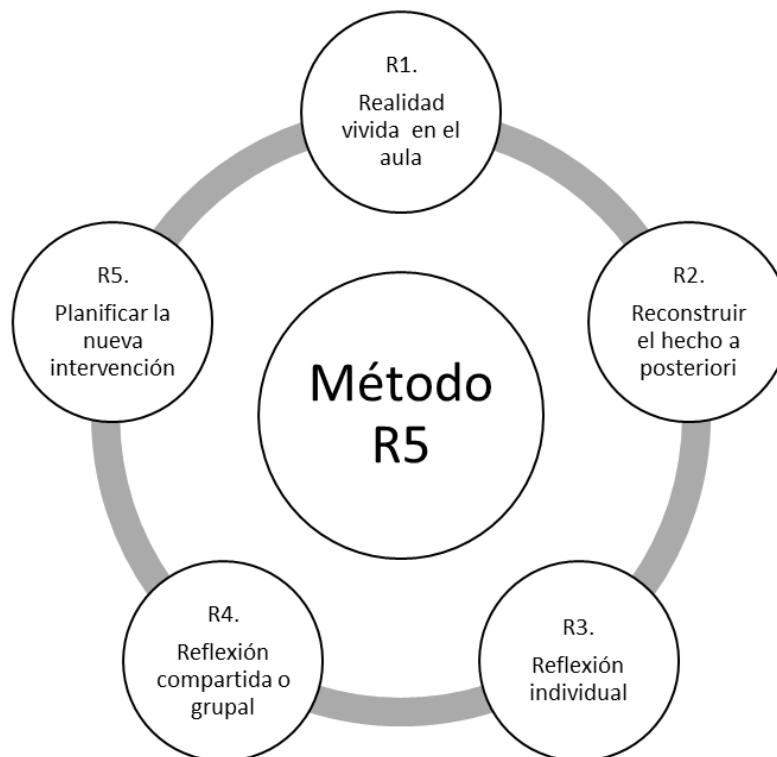 R1.
Realidad
vivida en el
aula
R2.
Reconstruir
el hecho a
posteriori
R3.
Reflexión
individual
R4.
Reflexión
compartida o
grupal
R5.
Planificar la
nueva
intervención
Método
R5